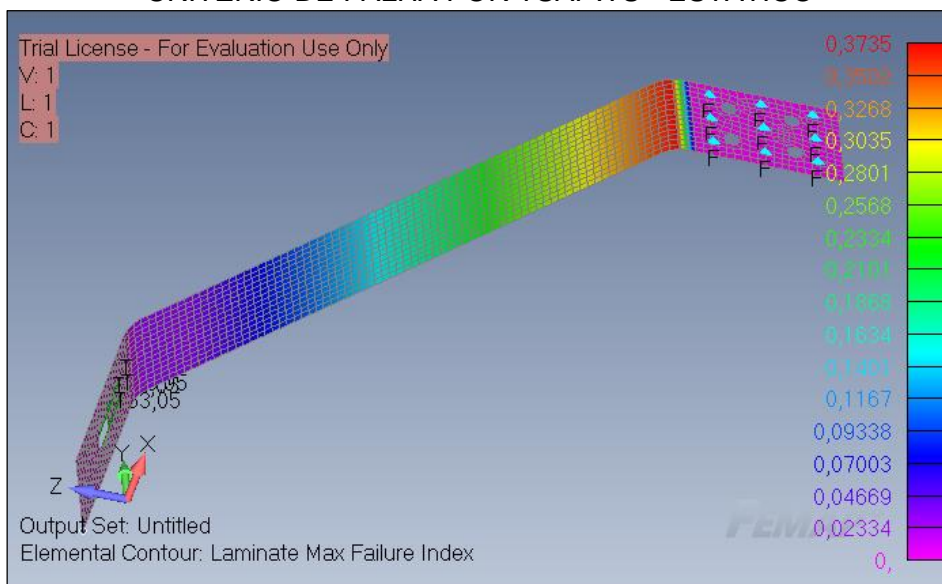 Trial License - For Evaluation Use Only
V: 1
L: 1
C: 1
0,3735
0,3268
0,3035
0,2801
0,2568
0,2334
0,2101
0,1868
0,1634
0,1401
0,1167
0,09338
0,07003
0,04669
0,02334
0,
F F F
F F F
F F F
53,05
Y X
Z
Output Set: Untitled
Elemental Contour: Laminate Max Failure Index